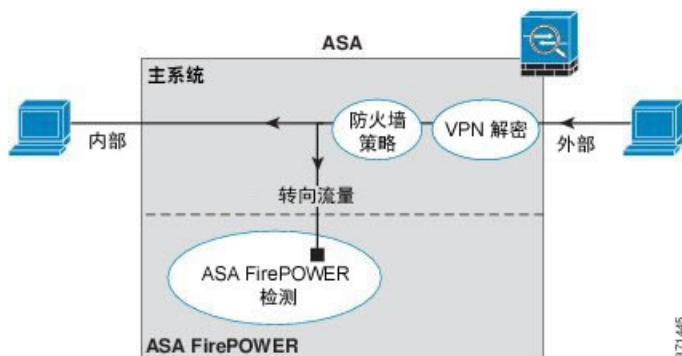 ASA
主系统
防火墙
策略
VPN 解密
内部
外部
转向流量
ASA FirePOWER
检测
ASA FirePOWER
371445